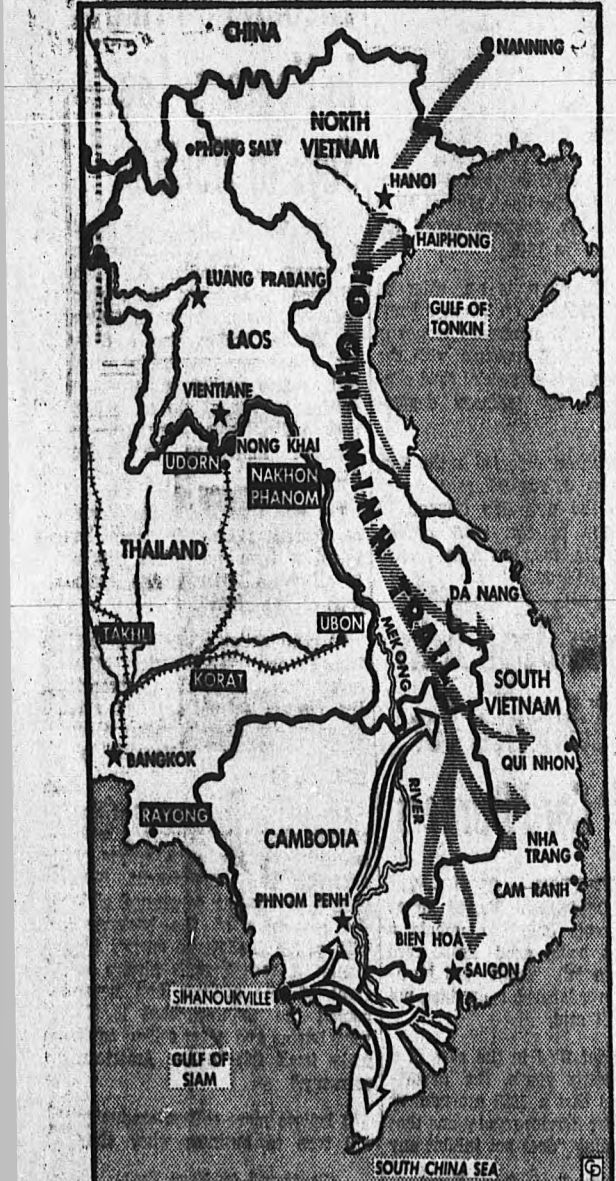 CHINA
NANNING
NORTH
VIETNAM
PHONG SALY
HANOI
HAIPHONG
LUANG PRABANG
GULF OF
TONKIN
LAOS
HO CHI MINH TRAIL
VIENTIANE
NONG KHAI
UDORN
NAKHON
PHANOM
THAILAND
DA NANG
UBON
TAKHLI
MEKONG
RIVER
KORAT
SOUTH
VIETNAM
BANGKOK
QUI NHON
RAYONG
CAMBODIA
NHA
TRANG
PHNOM PENH
CAM RANH
BIEN HOA
SAIGON
SIHANOUKVILLE
GULF OF
SIAM
SOUTH CHINA SEA